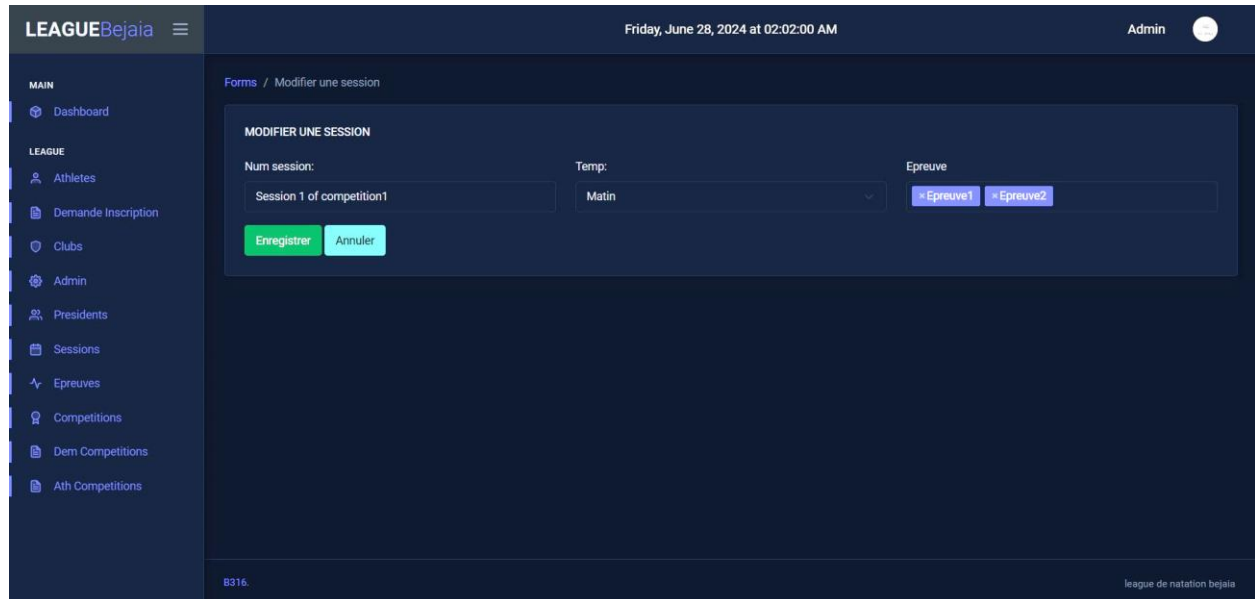 LEAGUEBejaia
Friday, June 28, 2024 at 02:02:00 AM
Admin
MAIN
Dashboard
LEAGUE
Athletes
Demande Inscription
Clubs
Admin
Presidents
Sessions
Epreuves
Competitions
Dem Competitions
Ath Competitions
Forms / Modifier une session
MODIFIER UNE SESSION
Num session: Temp: Epreuve
Session 1 of competition1 Matin ×Epreuve1 ×Epreuve2
Enregistrer Annuler
B316. league de natation bejaia